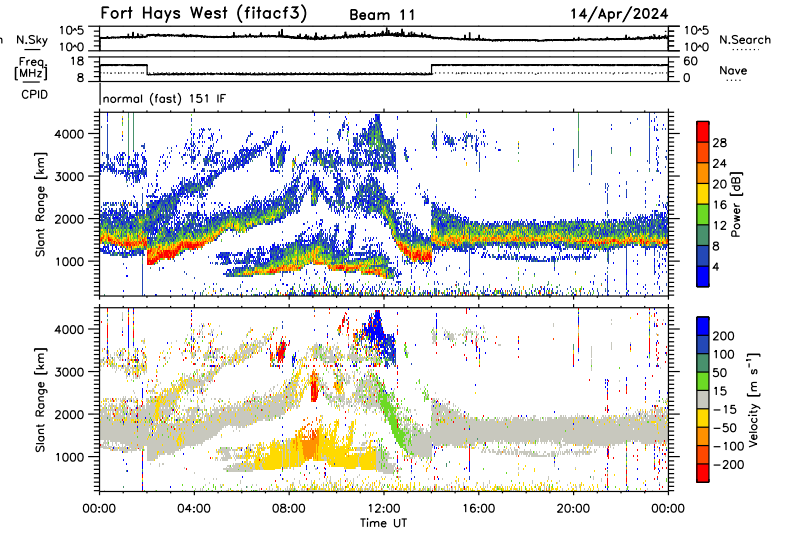 Fort Hays West (fitacf3) Beam 11 14/Apr/2024
n N.Sky 10^5 10^0 10^5 10^0 N.Search
Freq. [MHz] 18 8 60 0 Nave
CPID normal (fast) 151 IF
Slant Range [km] 4000 3000 2000 1000
28 24 20 16 12 8 4 Power [dB]
Slant Range [km] 4000 3000 2000 1000
200 100 50 15 −15 −50 −100 −200 Velocity [m s⁻¹]
00:00 04:00 08:00 12:00 16:00 20:00 00:00
Time UT